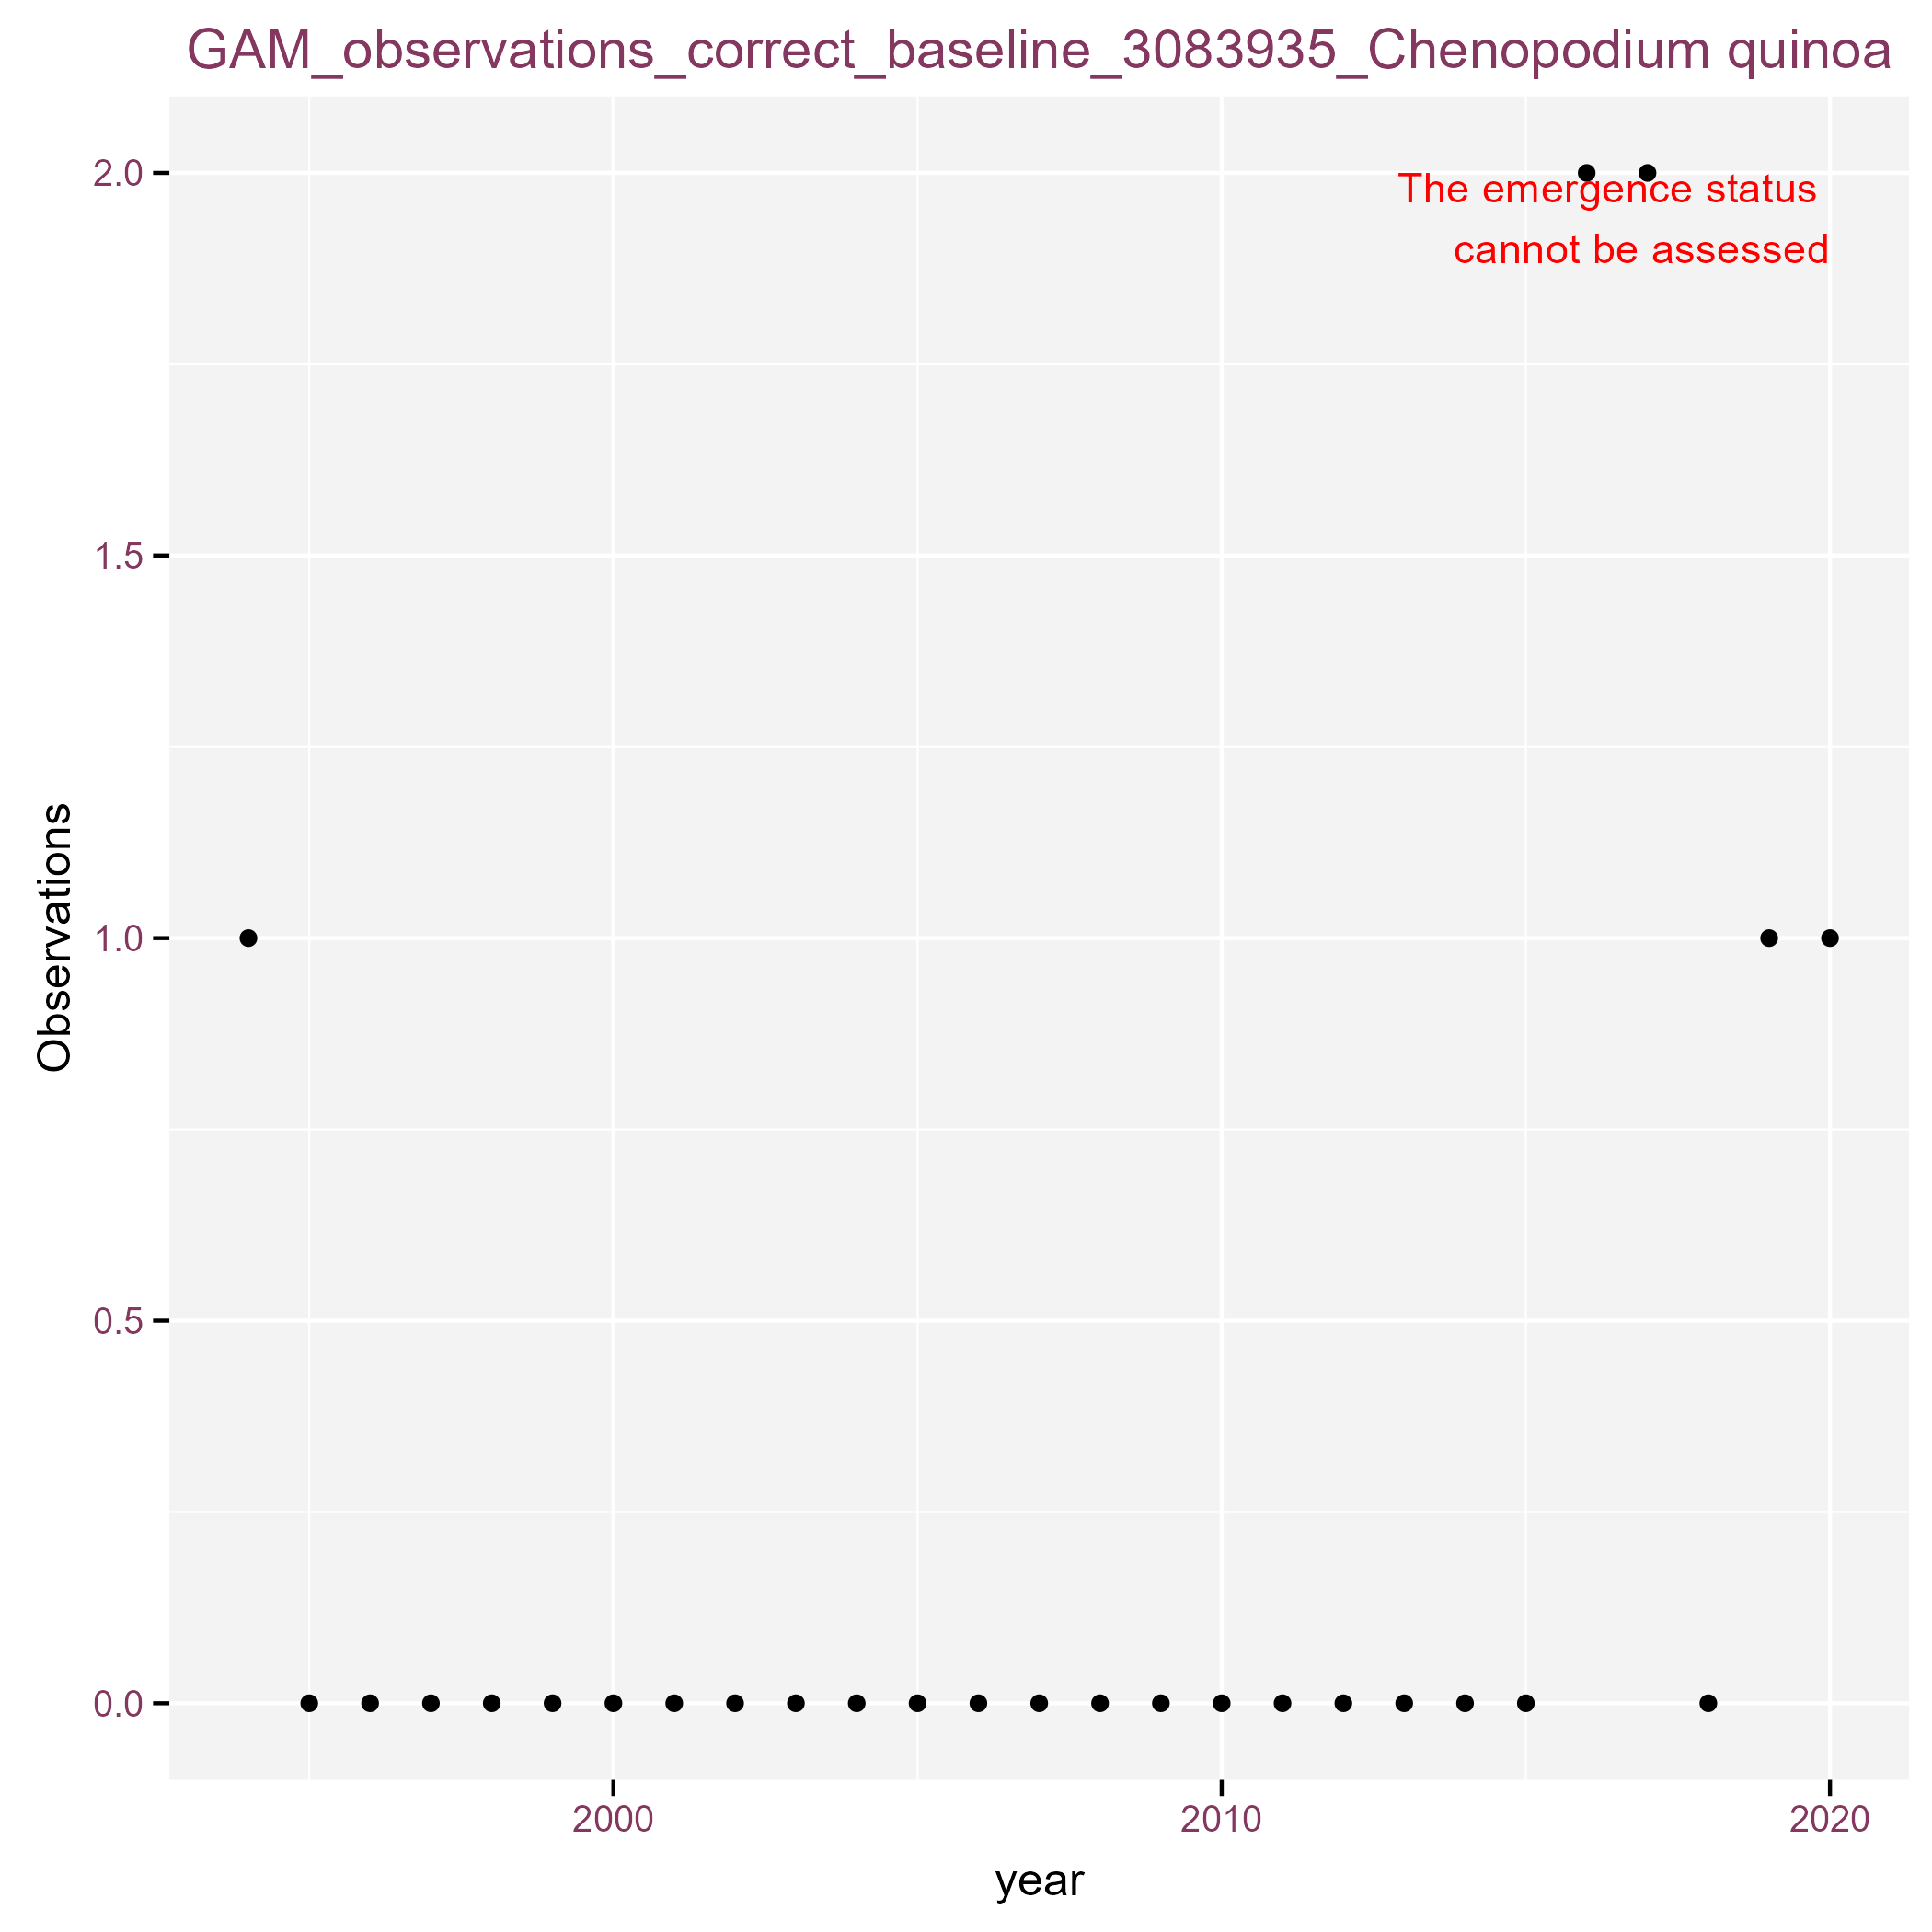 GAM_observations_correct_baseline_3083935_Chenopodium quinoa
The emergence status
cannot be assessed
2.0
1.5
1.0
0.5
0.0
Observations
2000
2010
2020
year